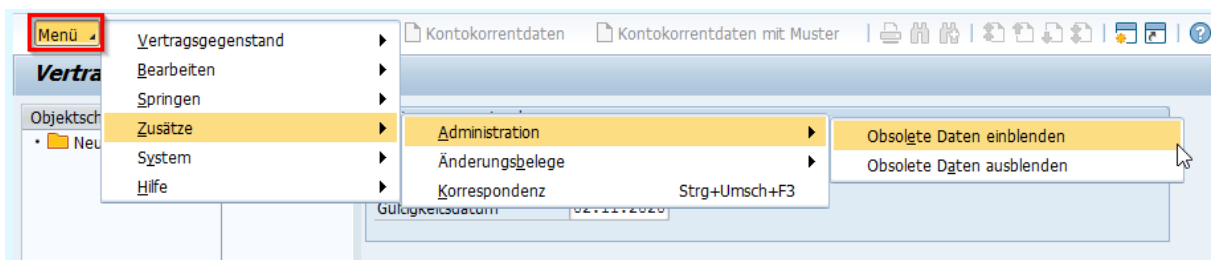 Menü
Kontokorrentdaten
Kontokorrentdaten mit Muster
Vertra
Vertragsgegenstand
Bearbeiten
Springen
Zusätze
System
Hilfe
Objektsch
Neu
Administration
Änderungsbelege
Korrespondenz Strg+Umsch+F3
Obsolete Daten einblenden
Obsolete Daten ausblenden
Gültigkeitsdatum